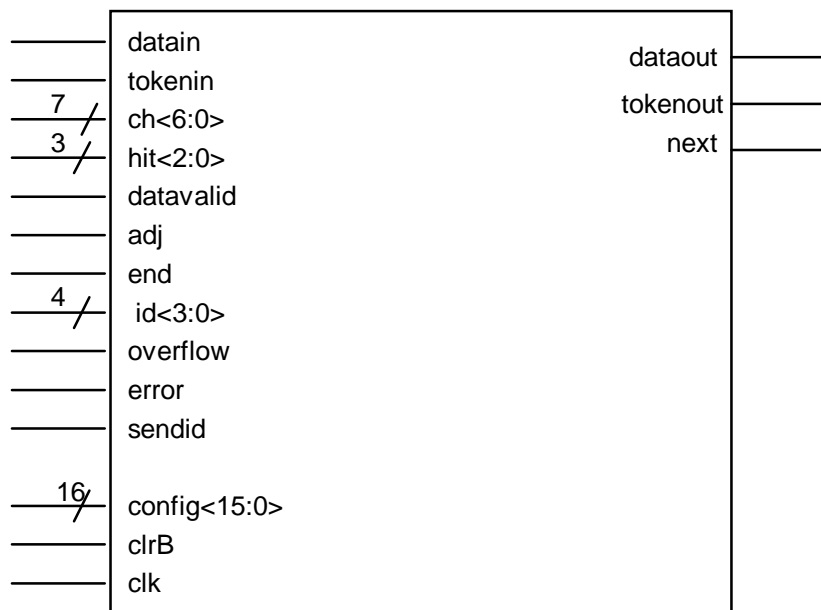 datain
tokenin
7
ch<6:0>
3
hit<2:0>
datavalid
adj
end
4
id<3:0>
overflow
error
sendid
16
config<15:0>
clrB
clk
dataout
tokenout
next